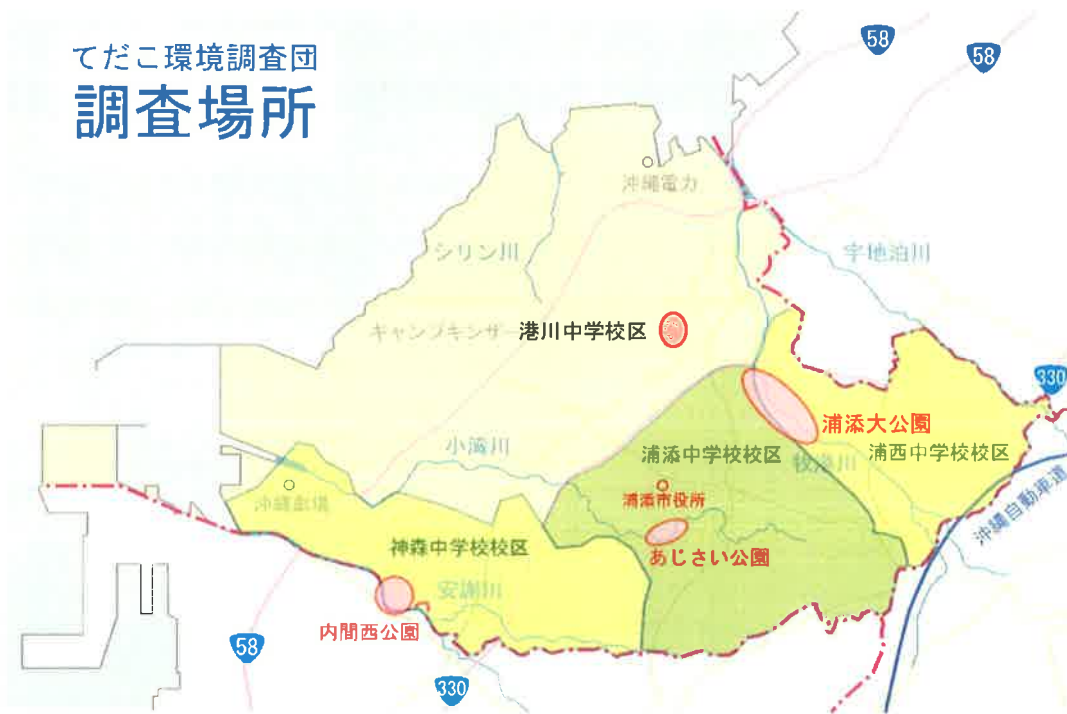 てだこ環境調査団
調査場所
58
58
沖縄電力
シリン川
宇地泊川
キャンプキンザー
港川中学校区
330
浦添大公園
小湾川
浦添中学校校区
牧港川
浦西中学校校区
沖縄劇場
浦添市役所
沖縄自動車道
神森中学校校区
あじさい公園
安謝川
内間西公園
58
330